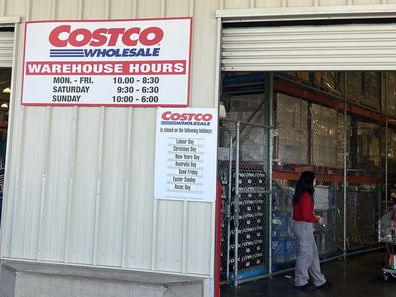 COSTCO
WHOLESALE
WAREHOUSE HOURS
MON. - FRI. 10.00 - 8:30
SATURDAY 9:30 - 6:30
SUNDAY 10:00 - 6:00
COSTCO
WHOLESALE
is closed on the following holidays:
Labour Day
Christmas Day
New Years Day
Australia Day
Good Friday
Easter Sunday
Anzac Day